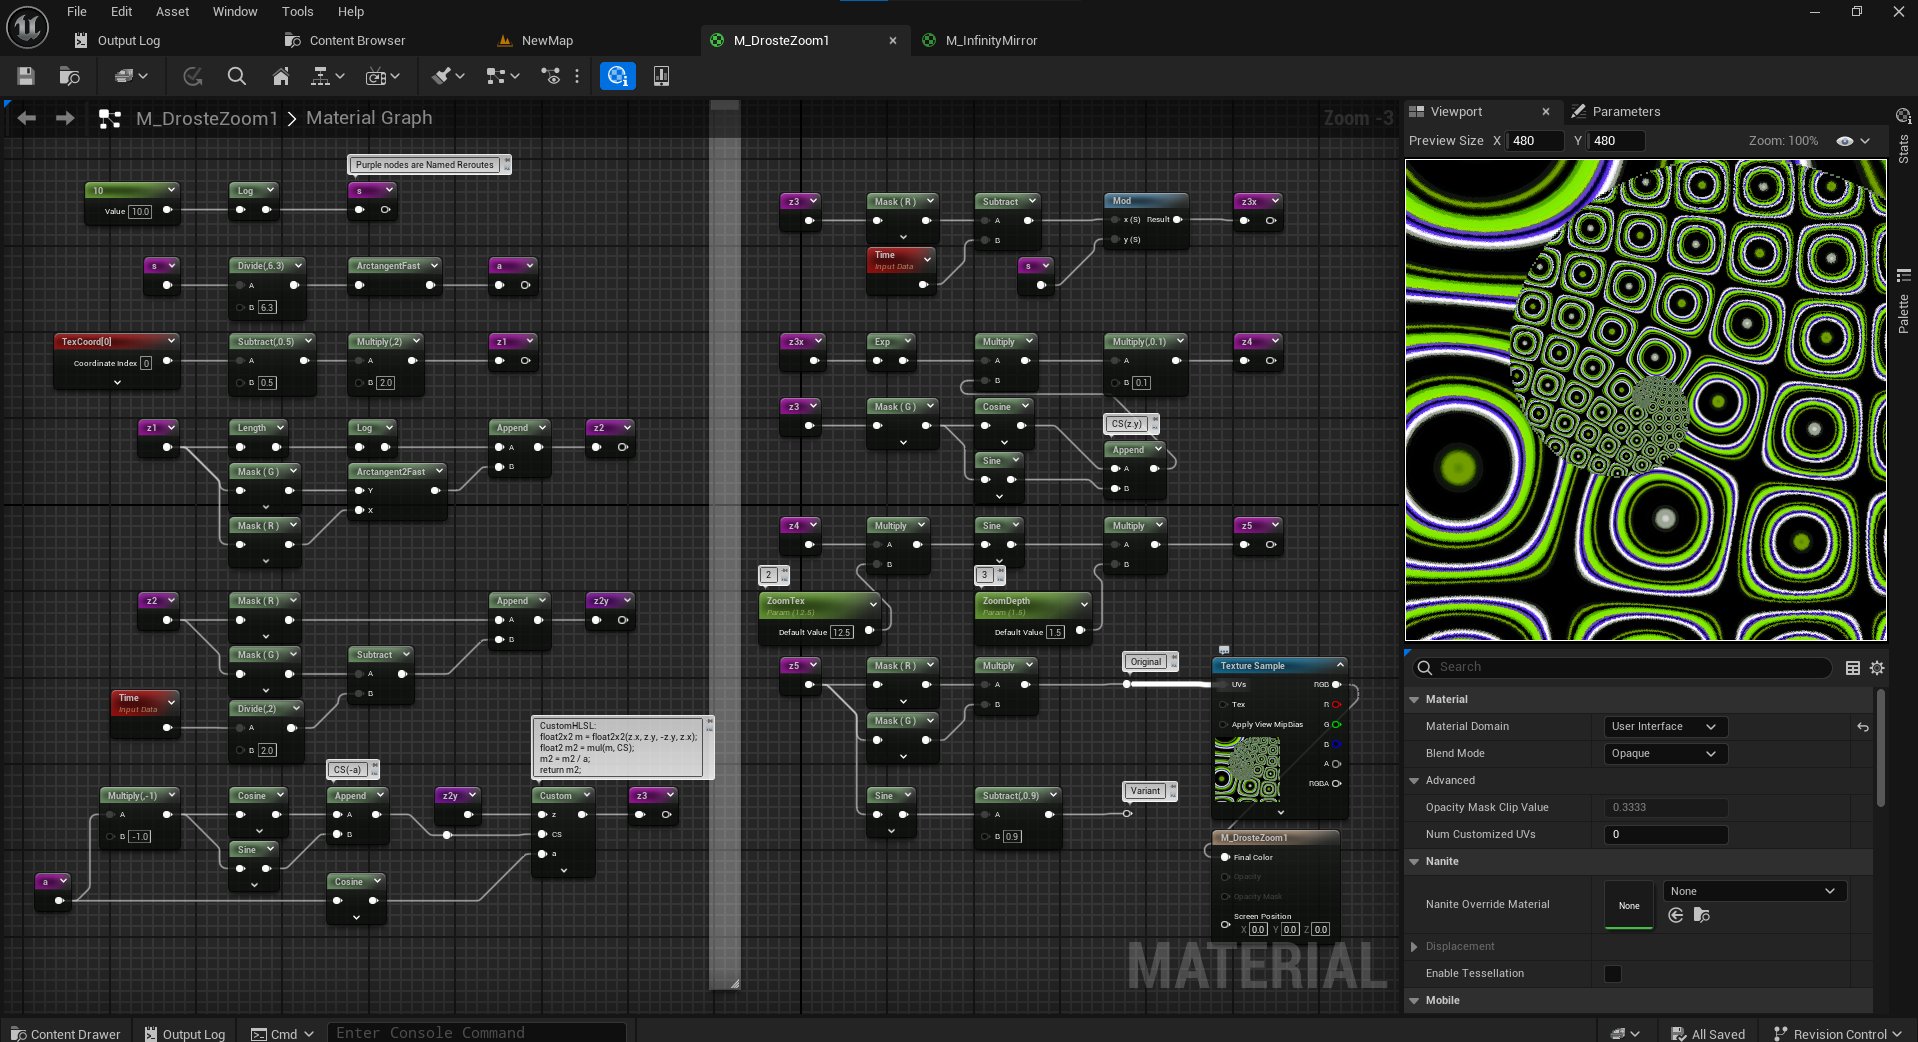 File Edit Asset Window Tools Help
Output Log Content Browser NewMap M_DrosteZoom1 M_InfinityMirror
M_DrosteZoom1 Material Graph Zoom -3
Purple nodes are Named Reroutes
10 Log s
Value 10.0
s Divide(,6.3) ArctangentFast a
A
B 6.3
TexCoord[0] Subtract(,0.5) Multiply(,2) z1
Coordinate Index 0 A A
B 0.5 B 2.0
z1 Length Log Append z2
A
Mask ( G ) Arctangent2Fast B
Y
X
Mask ( R )
z2 Mask ( R ) Append z2y
A
B
Mask ( G ) Subtract
A
B
Time
Input Data
Divide(,2)
A
B 2.0
CustomHLSL:
float2x2 m = float2x2(z.x, z.y, -z.y, z.x);
float2 m2 = mul(m, CS);
m2 = m2 / a;
return m2;
CS(-a)
Multiply(,-1) Cosine Append z2y Custom z3
A A z
B -1.0 B CS
Sine a
a Cosine
z3 Mask ( R ) Subtract Mod z3x
A x (S) Result
B y (S)
Time
Input Data
s
z3x Exp Multiply Multiply(,0.1) z4
A A
B B 0.1
z3 Mask ( G ) Cosine
CS(z.y)
Append
A
B
Sine
z4 Multiply Sine Multiply z5
A A
B B
2 3
ZoomTex ZoomDepth
Param (12.5) Param (1.5)
Default Value 12.5 Default Value 1.5
z5 Mask ( R ) Multiply Original
A
B
Mask ( G )
Sine Subtract(,0.9) Variant
A
B 0.9
Texture Sample
UVs RGB
Tex R
Apply View MipBias G
B
A
RGBA
M_DrosteZoom1
Final Color
Opacity
Opacity Mask
Screen Position
X 0.0 Y 0.0 Z 0.0
MATERIAL
Viewport Parameters
Preview Size X 480 Y 480 Zoom: 100%
Stats
Palette
Search
Material
Material Domain User Interface
Blend Mode Opaque
Advanced
Opacity Mask Clip Value 0.3333
Num Customized UVs 0
Nanite
Nanite Override Material None None
Displacement
Enable Tessellation
Mobile
Content Drawer Output Log Cmd Enter Console Command All Saved Revision Control